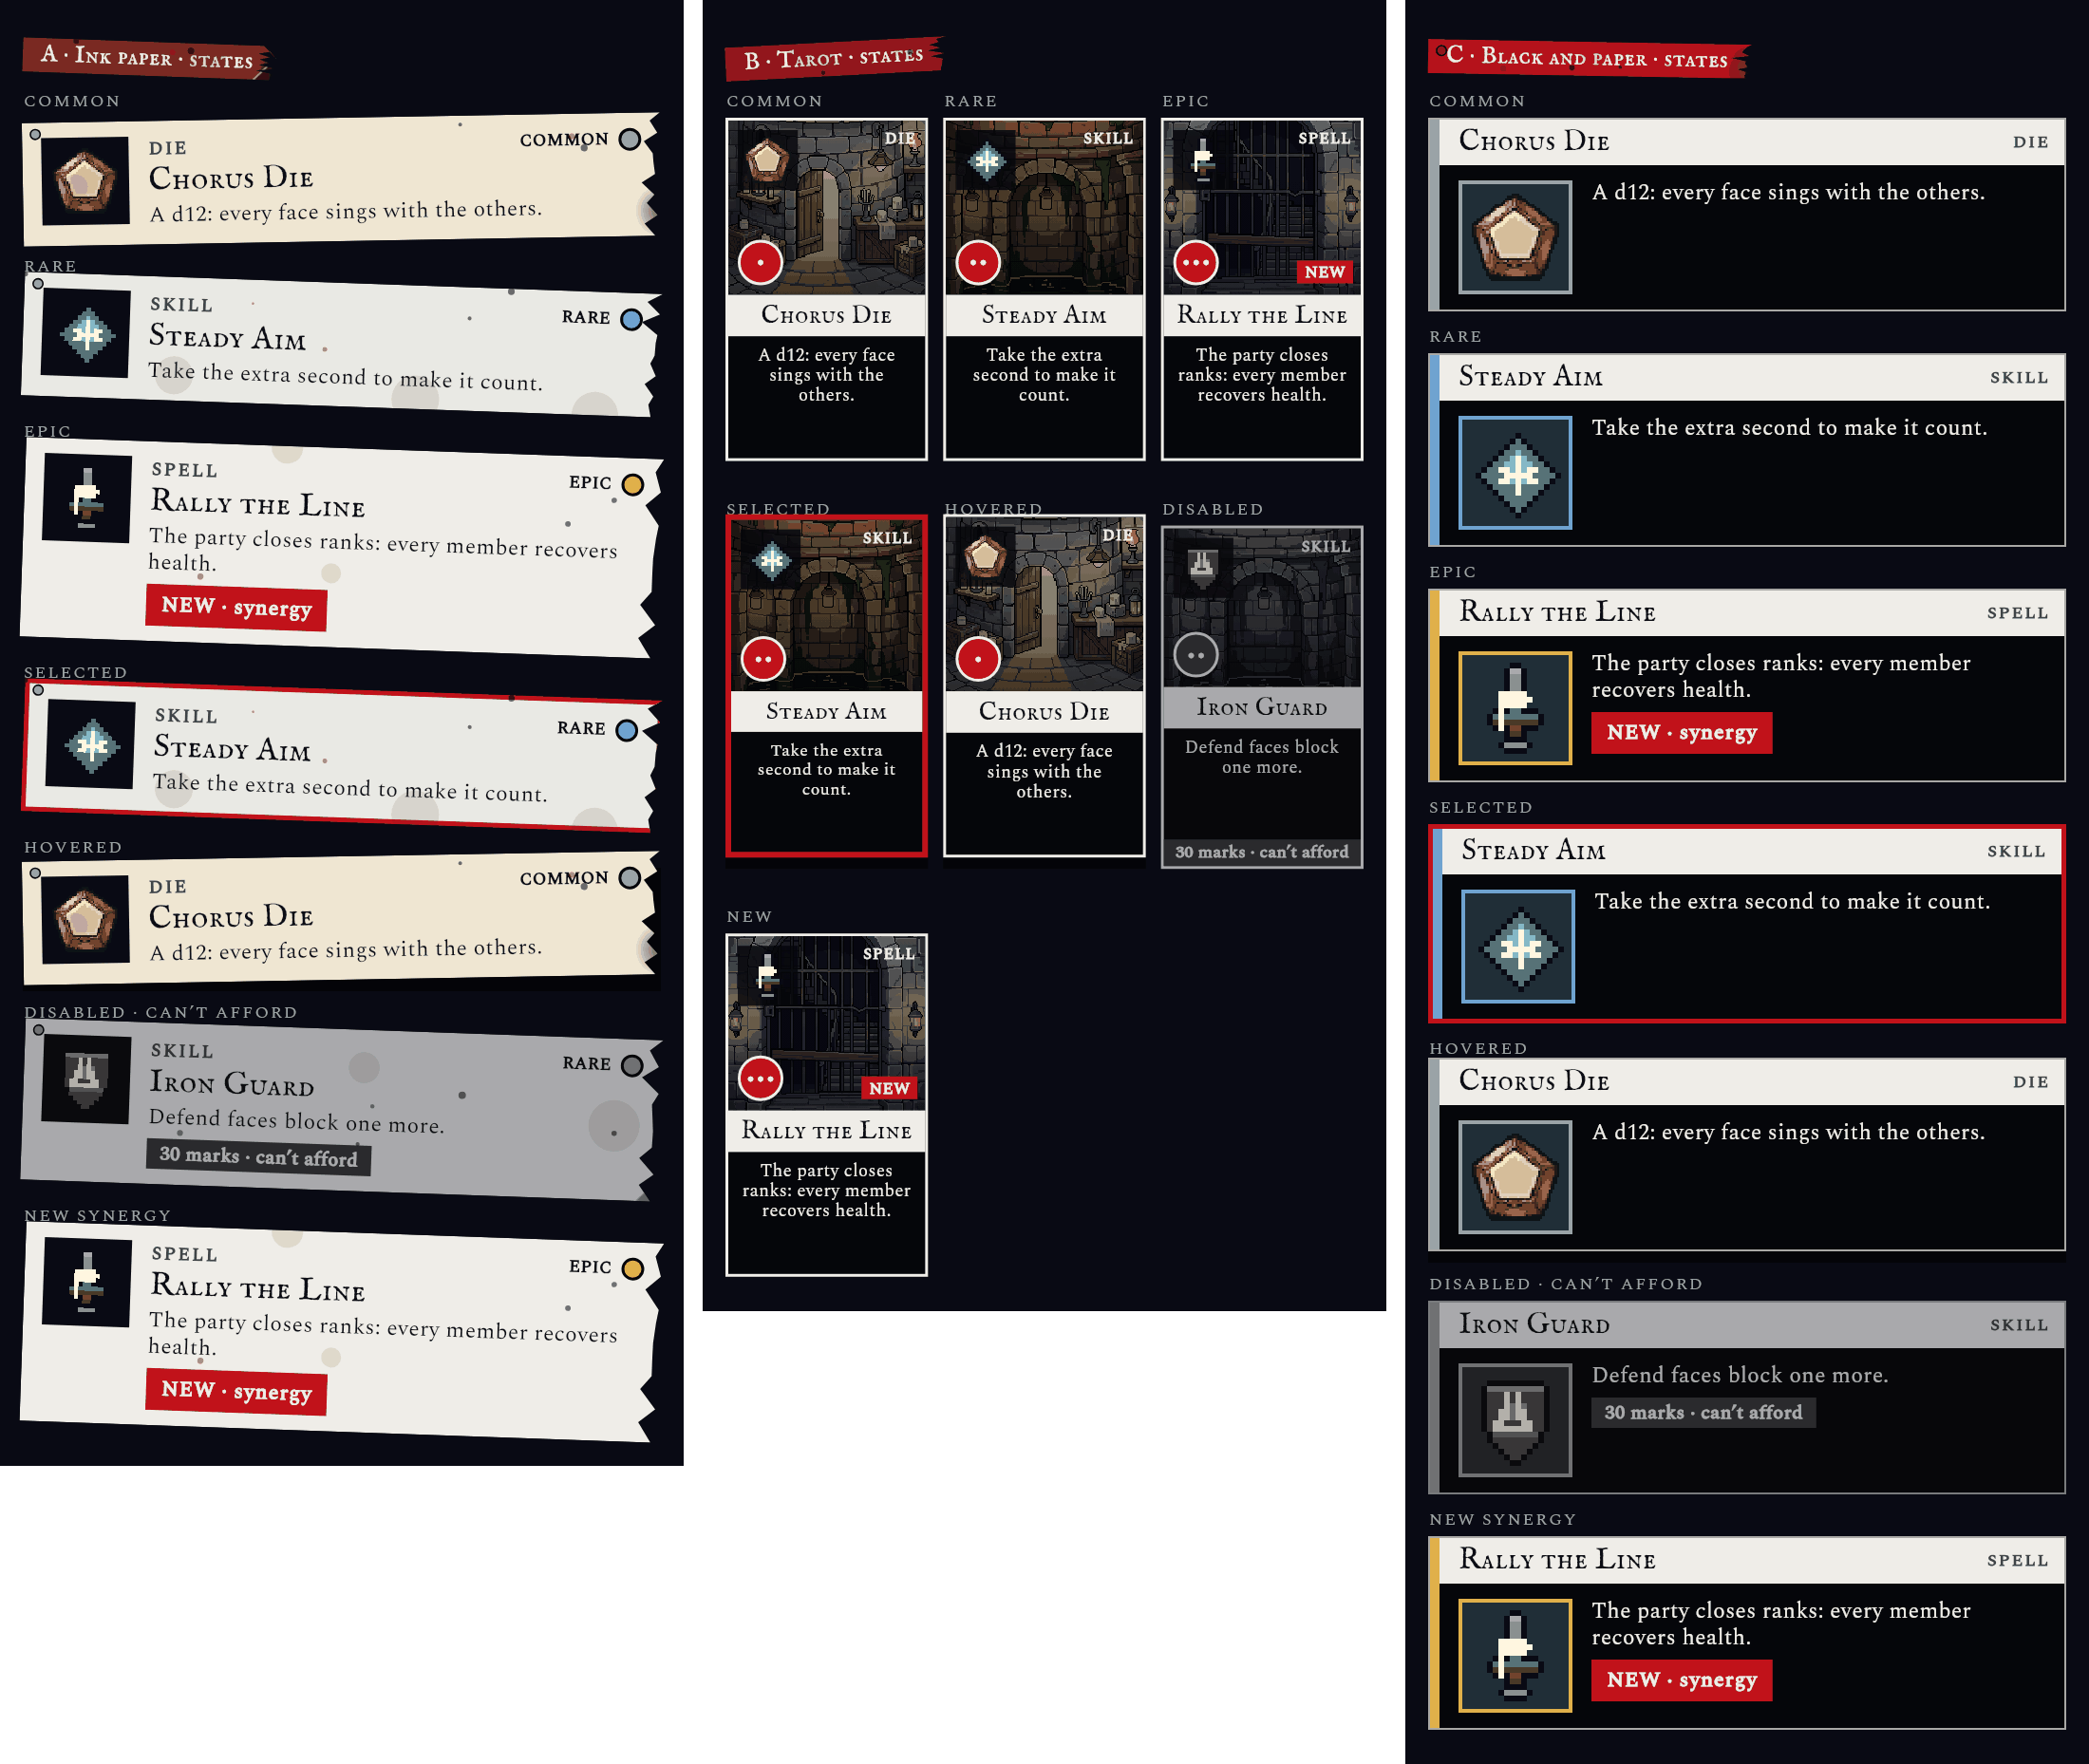 A · Ink paper · states
COMMON
DIE
COMMON
Chorus Die
A d12: every face sings with the others.
RARE
SKILL
RARE
Steady Aim
Take the extra second to make it count.
EPIC
SPELL
EPIC
Rally the Line
The party closes ranks: every member recovers
health.
NEW · synergy
SELECTED
SKILL
RARE
Steady Aim
Take the extra second to make it count.
HOVERED
DIE
COMMON
Chorus Die
A d12: every face sings with the others.
DISABLED · CAN'T AFFORD
SKILL
RARE
Iron Guard
Defend faces block one more.
30 marks · can't afford
NEW SYNERGY
SPELL
EPIC
Rally the Line
The party closes ranks: every member recovers
health.
NEW · synergy
B · Tarot · states
COMMON
DIE
Chorus Die
A d12: every face
sings with the
others.
RARE
SKILL
Steady Aim
Take the extra
second to make it
count.
EPIC
SPELL
NEW
Rally the Line
The party closes
ranks: every member
recovers health.
SELECTED
SKILL
Steady Aim
Take the extra
second to make it
count.
HOVERED
DIE
Chorus Die
A d12: every face
sings with the
others.
DISABLED
SKILL
Iron Guard
Defend faces block
one more.
30 marks · can't afford
NEW
SPELL
NEW
Rally the Line
The party closes
ranks: every member
recovers health.
C · Black and paper · states
COMMON
Chorus Die
DIE
A d12: every face sings with the others.
RARE
Steady Aim
SKILL
Take the extra second to make it count.
EPIC
Rally the Line
SPELL
The party closes ranks: every member
recovers health.
NEW · synergy
SELECTED
Steady Aim
SKILL
Take the extra second to make it count.
HOVERED
Chorus Die
DIE
A d12: every face sings with the others.
DISABLED · CAN'T AFFORD
Iron Guard
SKILL
Defend faces block one more.
30 marks · can't afford
NEW SYNERGY
Rally the Line
SPELL
The party closes ranks: every member
recovers health.
NEW · synergy